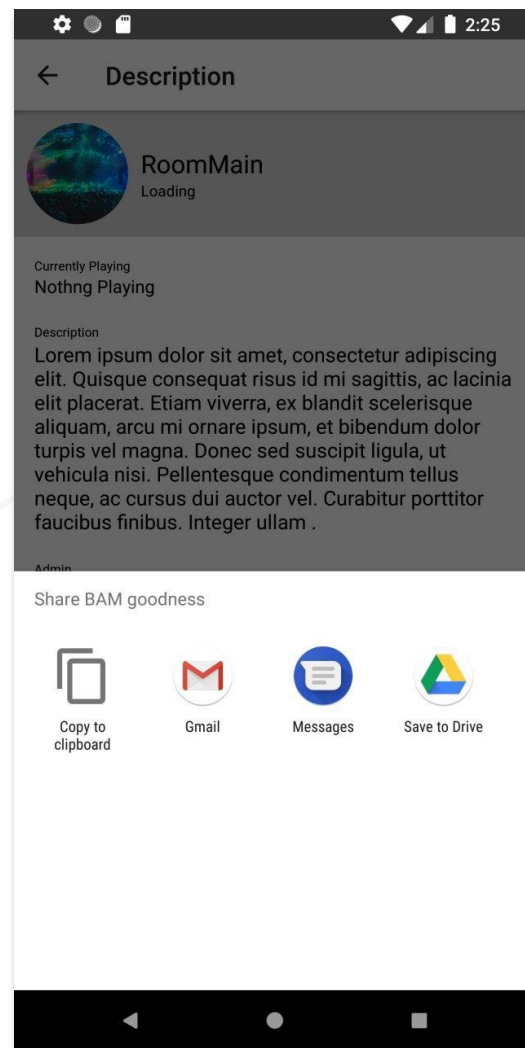 2:25
Description
RoomMain
Loading
Currently Playing
Nothng Playing
Description
Lorem ipsum dolor sit amet, consectetur adipiscing
elit. Quisque consequat risus id mi sagittis, ac lacinia
elit placerat. Etiam viverra, ex blandit scelerisque
aliquam, arcu mi ornare ipsum, et bibendum dolor
turpis vel magna. Donec sed suscipit ligula, ut
vehicula nisi. Pellentesque condimentum tellus
neque, ac cursus dui auctor vel. Curabitur porttitor
faucibus finibus. Integer ullam .
Admin
Share BAM goodness
Copy to
clipboard
Gmail
Messages
Save to Drive